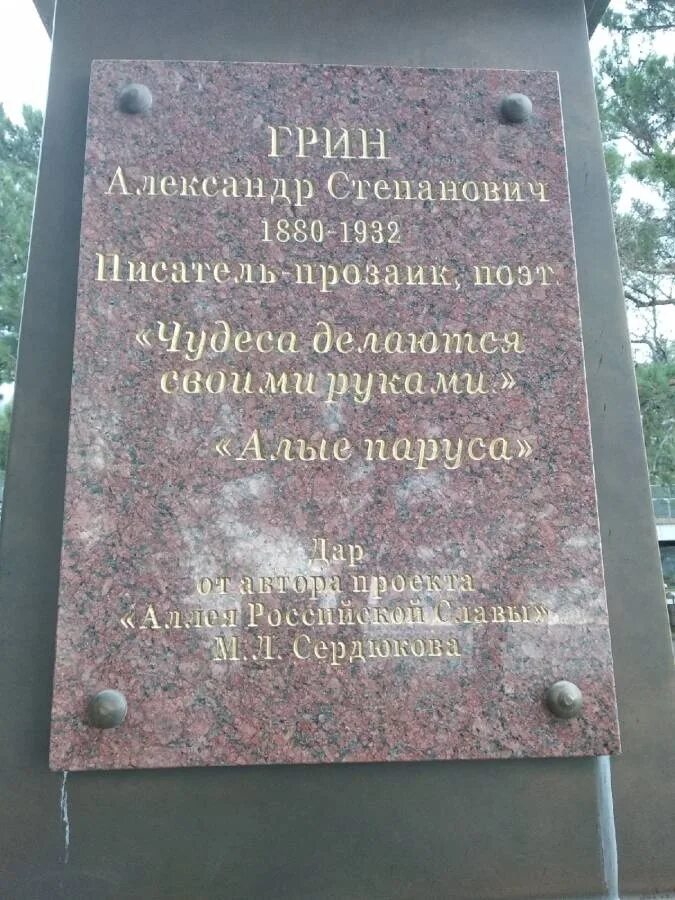 ГРИН
Александр Степанович
1880-1932
Писатель-прозаик, поэт.
«Чудеса делаются
своими руками.»
«Алые паруса»
Дар
от автора проекта
«Аллея Российской Славы»
М.Л. Сердюкова